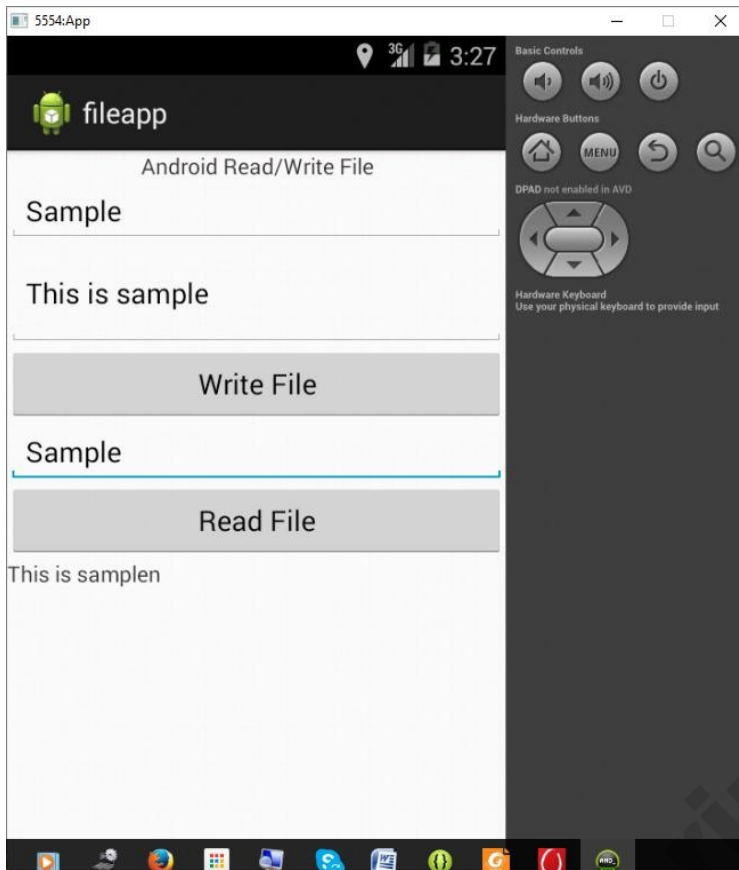 5554:App
3G 3:27
fileapp
Android Read/Write File
Sample
This is sample
Write File
Sample
Read File
This is samplen
Basic Controls
Hardware Buttons
MENU
DPAD not enabled in AVD
Hardware Keyboard
Use your physical keyboard to provide input